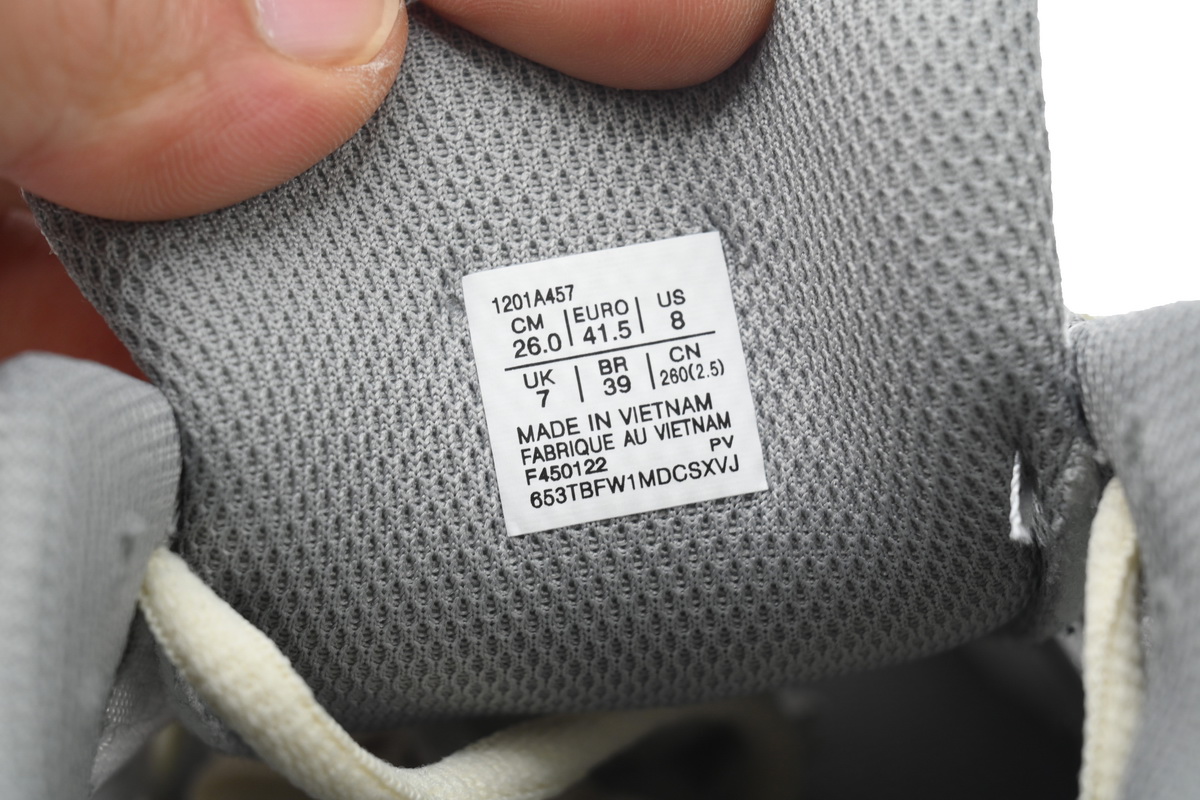 1201A457
CM | EURO | US
26.0 | 41.5 | 8
UK | BR | CN
7 | 39 | 260(2.5)
MADE IN VIETNAM
FABRIQUE AU VIETNAM
F450122 PV
653TBFW1MDCSXVJ